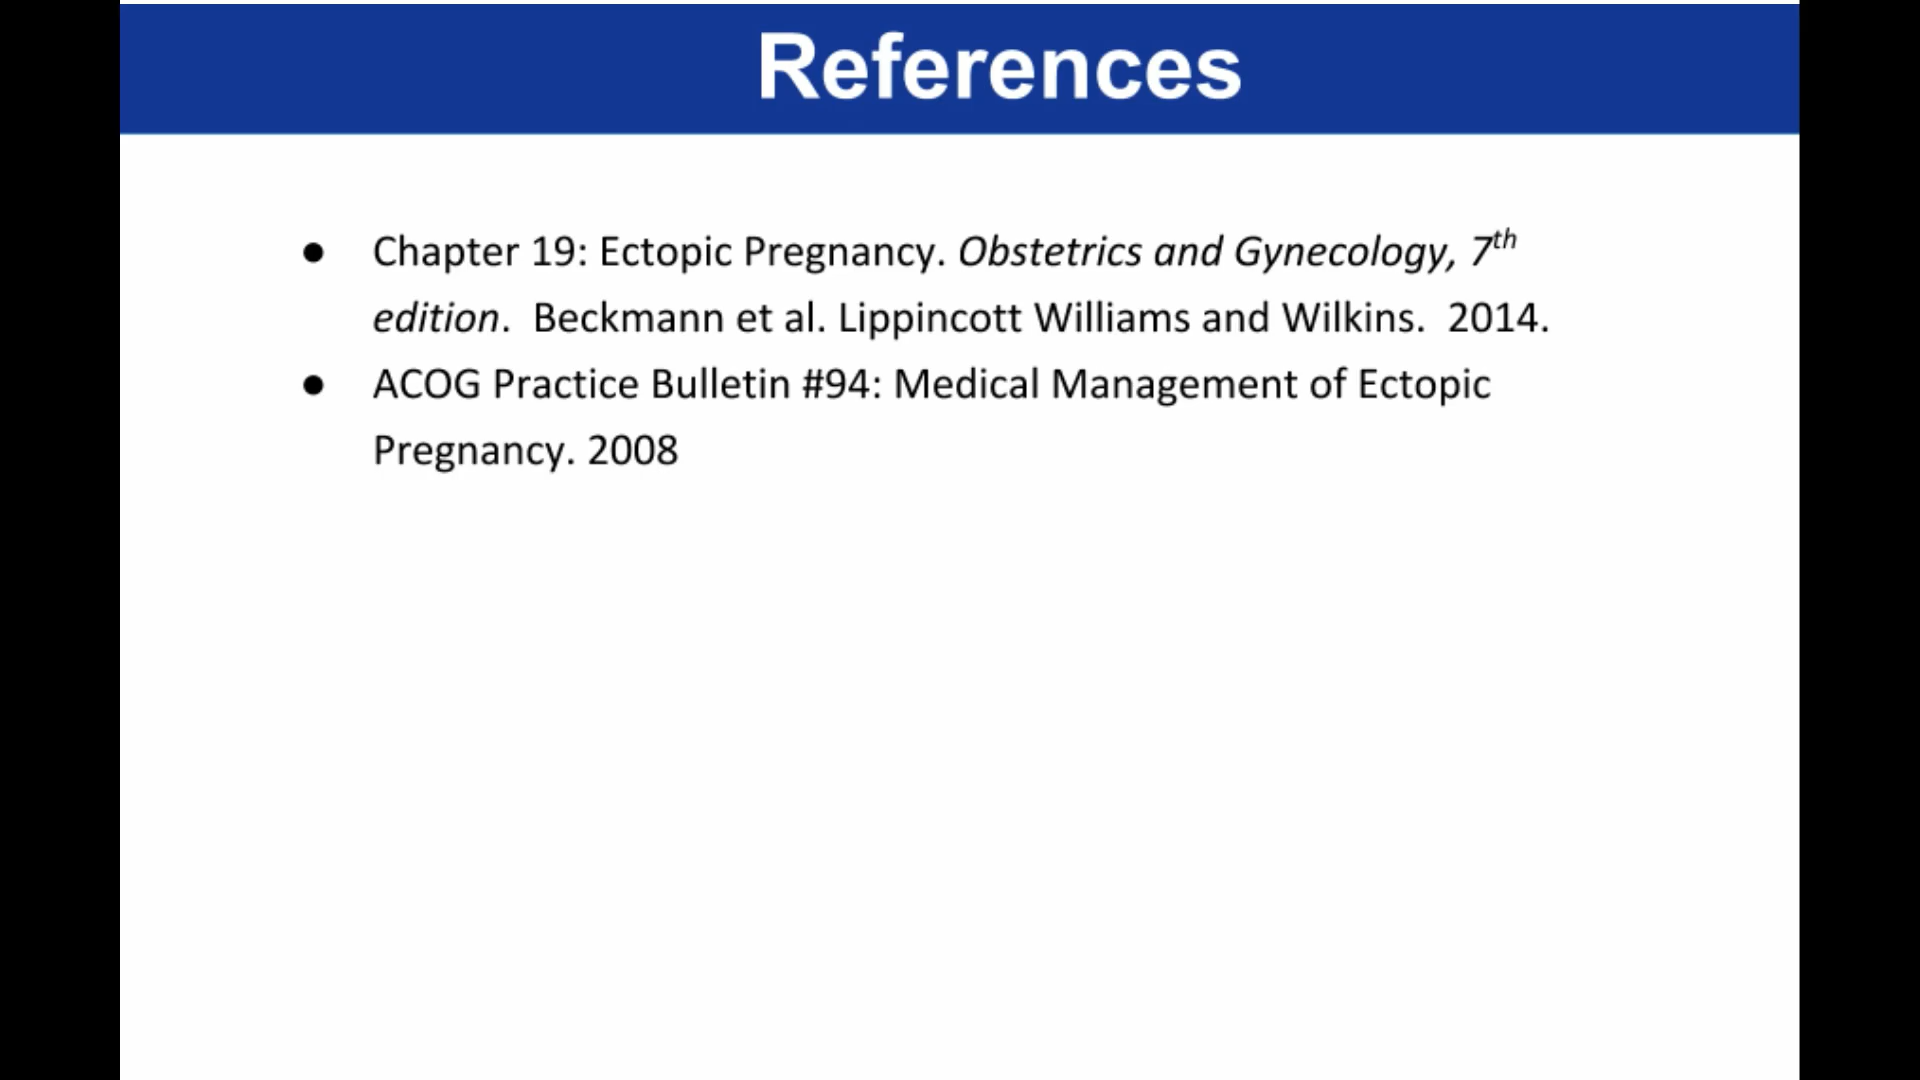 References
● Chapter 19: Ectopic Pregnancy. Obstetrics and Gynecology, 7th
edition.  Beckmann et al. Lippincott Williams and Wilkins.  2014.
● ACOG Practice Bulletin #94: Medical Management of Ectopic
Pregnancy. 2008